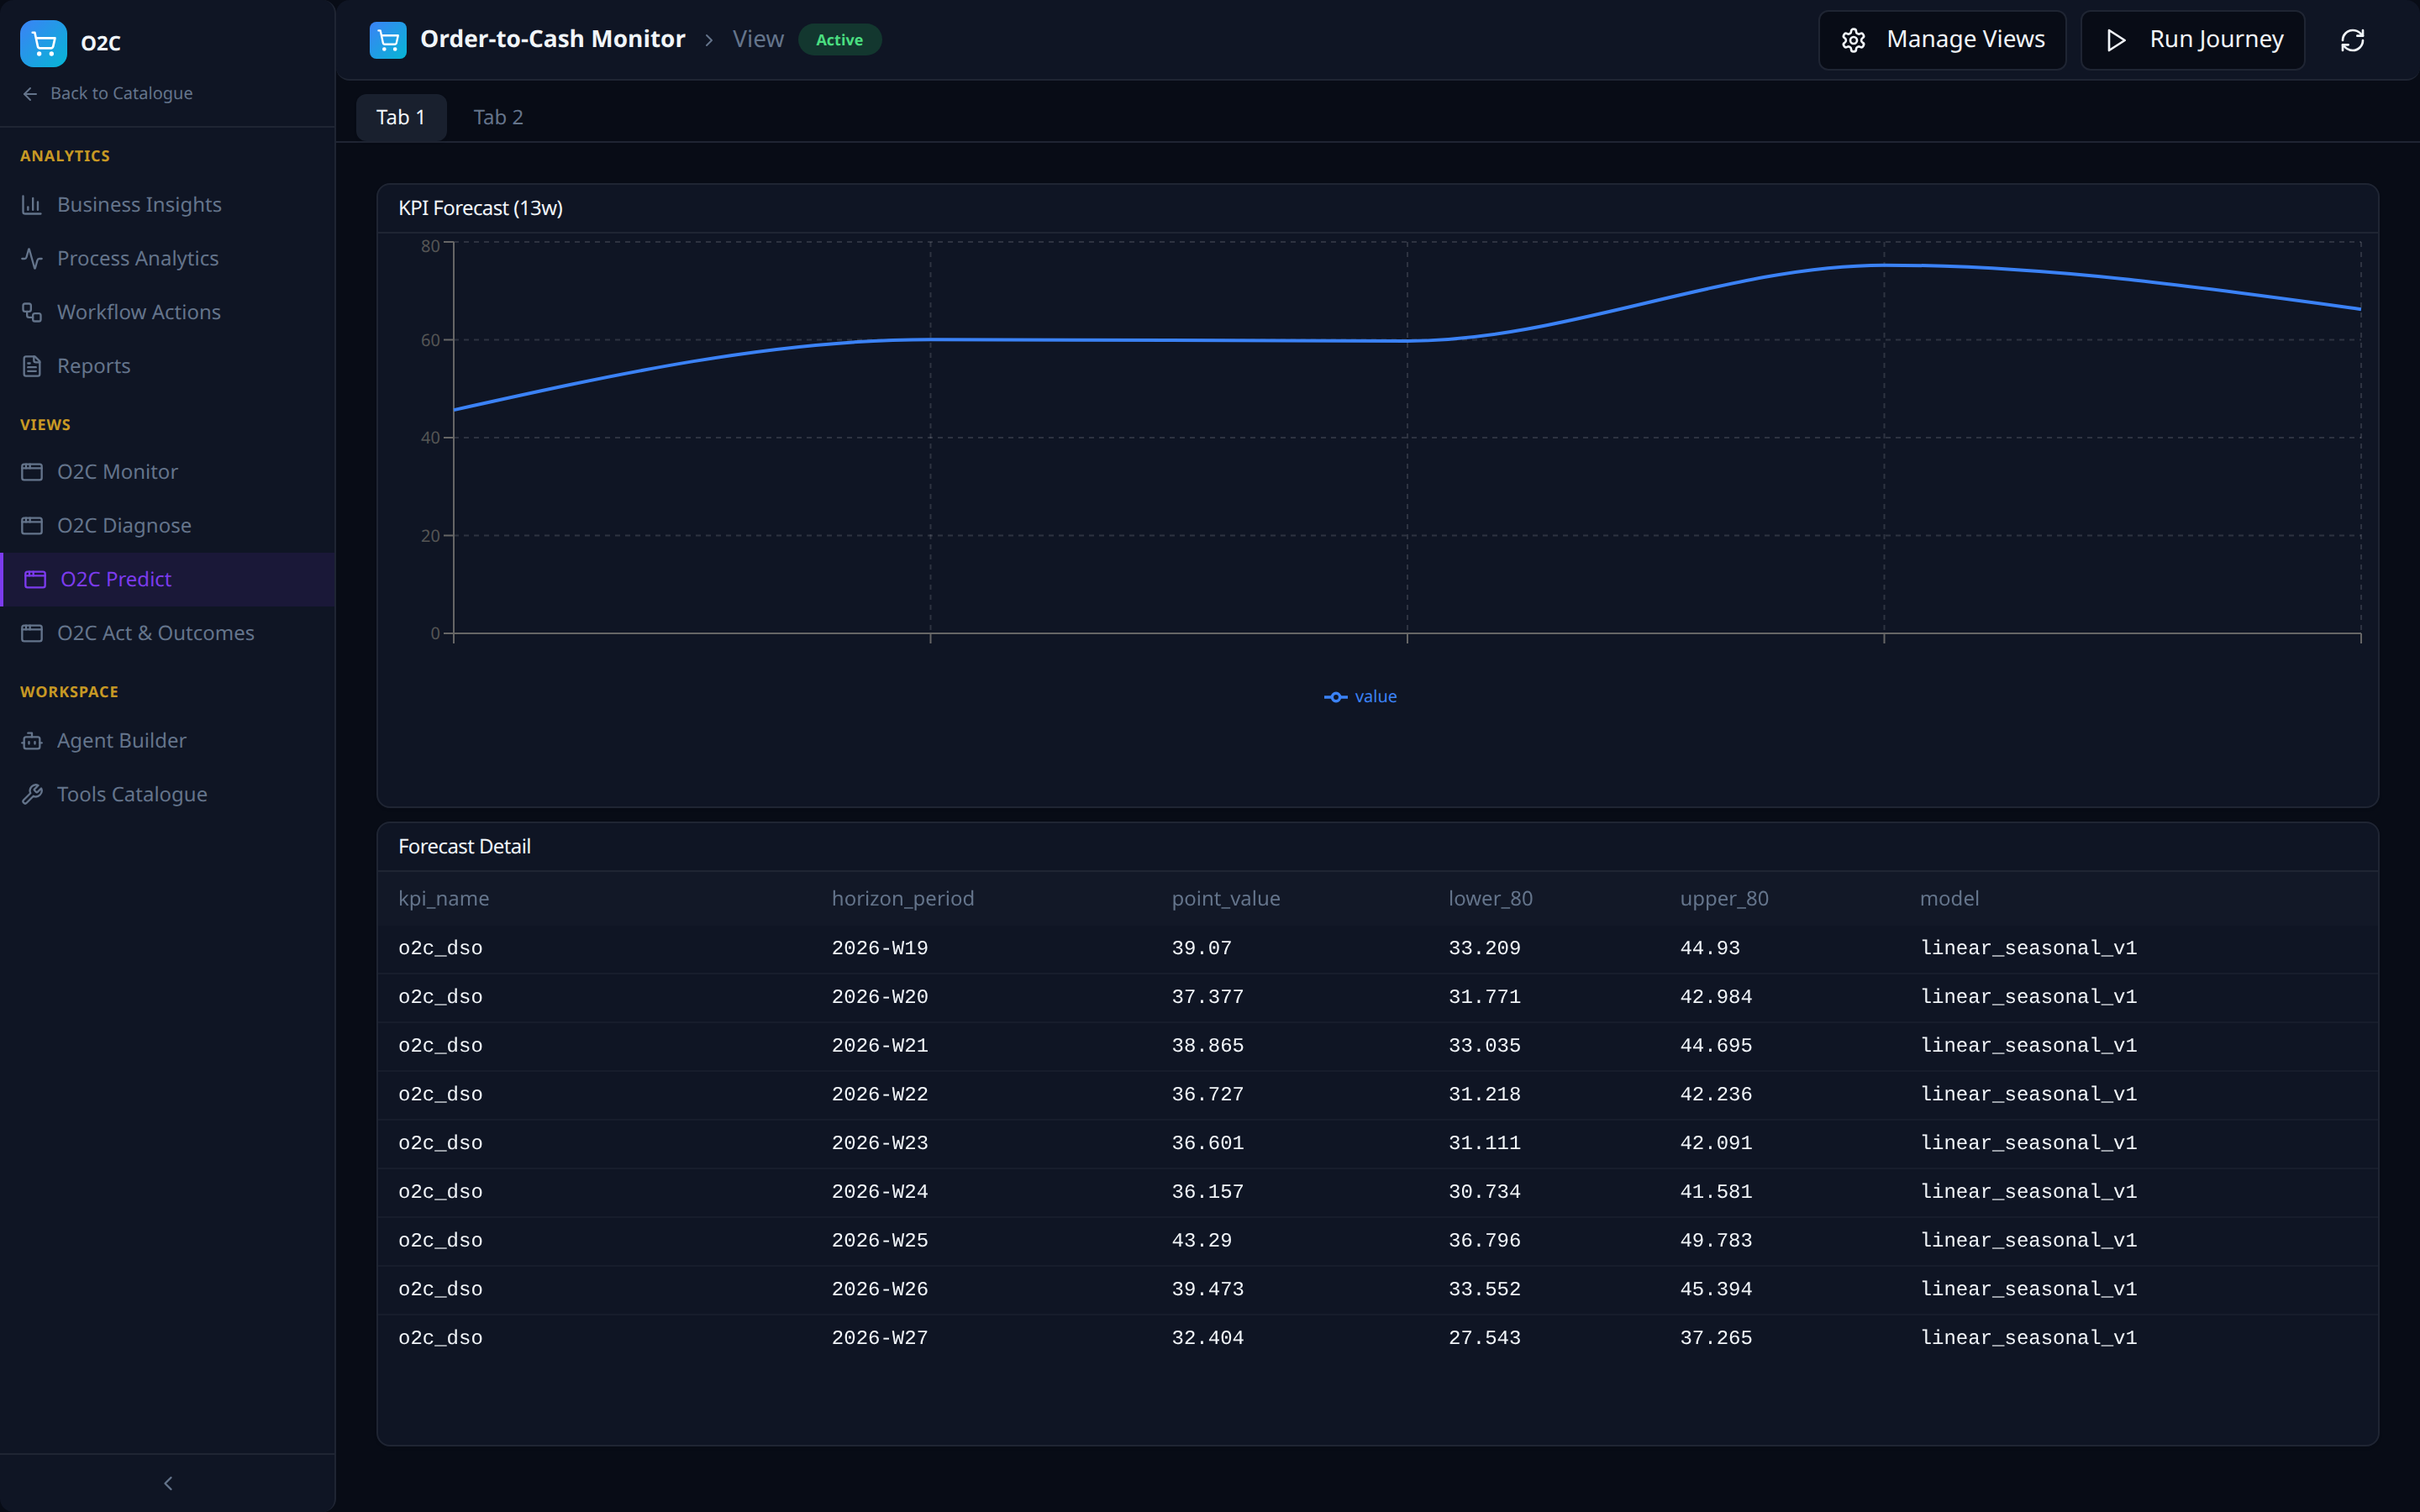 O2C
Back to Catalogue
ANALYTICS
Business Insights
Process Analytics
Workflow Actions
Reports
VIEWS
O2C Monitor
O2C Diagnose
O2C Predict
O2C Act & Outcomes
WORKSPACE
Agent Builder
Tools Catalogue
Order-to-Cash Monitor > View Active
Manage Views Run Journey
Tab 1 Tab 2
KPI Forecast (13w)
80
60
40
20
0
value
Forecast Detail
kpi_name horizon_period point_value lower_80 upper_80 model
o2c_dso 2026-W19 39.07 33.209 44.93 linear_seasonal_v1
o2c_dso 2026-W20 37.377 31.771 42.984 linear_seasonal_v1
o2c_dso 2026-W21 38.865 33.035 44.695 linear_seasonal_v1
o2c_dso 2026-W22 36.727 31.218 42.236 linear_seasonal_v1
o2c_dso 2026-W23 36.601 31.111 42.091 linear_seasonal_v1
o2c_dso 2026-W24 36.157 30.734 41.581 linear_seasonal_v1
o2c_dso 2026-W25 43.29 36.796 49.783 linear_seasonal_v1
o2c_dso 2026-W26 39.473 33.552 45.394 linear_seasonal_v1
o2c_dso 2026-W27 32.404 27.543 37.265 linear_seasonal_v1